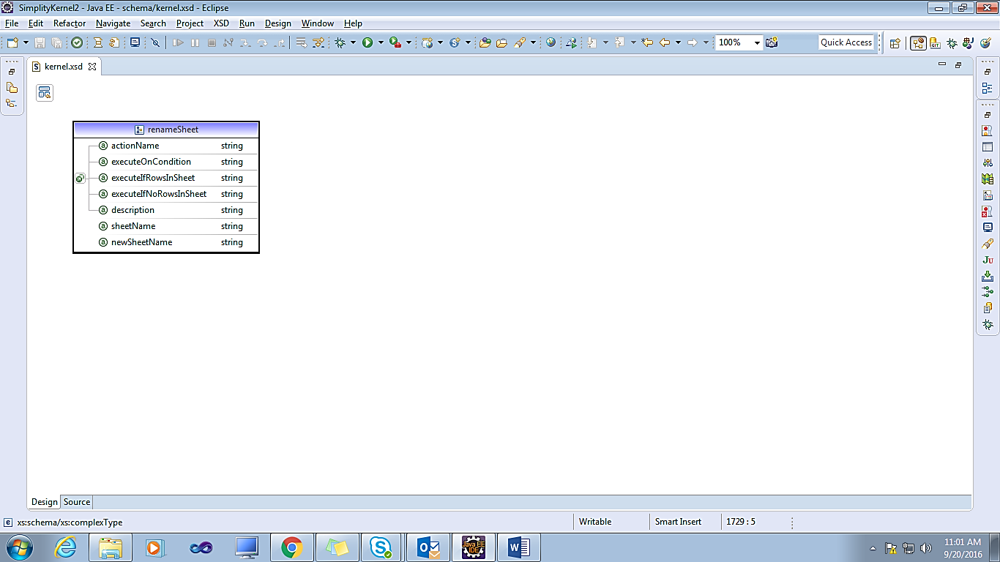 SimplityKernel2 - Java EE - schema/kernel.xsd - Eclipse
File Edit Refactor Navigate Search Project XSD Run Design Window Help
100% Quick Access
GIT
S kernel.xsd
renameSheet
a actionName string
a executeOnCondition string
a executeIfRowsInSheet string
a executeIfNoRowsInSheet string
a description string
a sheetName string
a newSheetName string
Ju
Design Source
e xs:schema/xs:complexType Writable Smart Insert 1729 : 5
Java EE
IDE
11:01 AM
9/20/2016